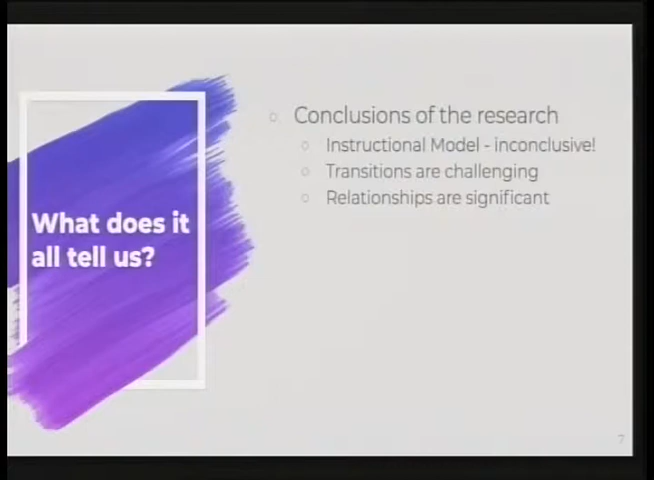 What does it
all tell us?
Conclusions of the research
Instructional Model - inconclusive!
Transitions are challenging
Relationships are significant
7